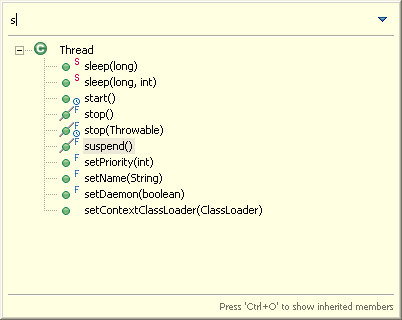 s
C Thread
S sleep(long)
S sleep(long, int)
start()
F stop()
F stop(Throwable)
F suspend()
F setPriority(int)
F setName(String)
F setDaemon(boolean)
setContextClassLoader(ClassLoader)
Press 'Ctrl+O' to show inherited members